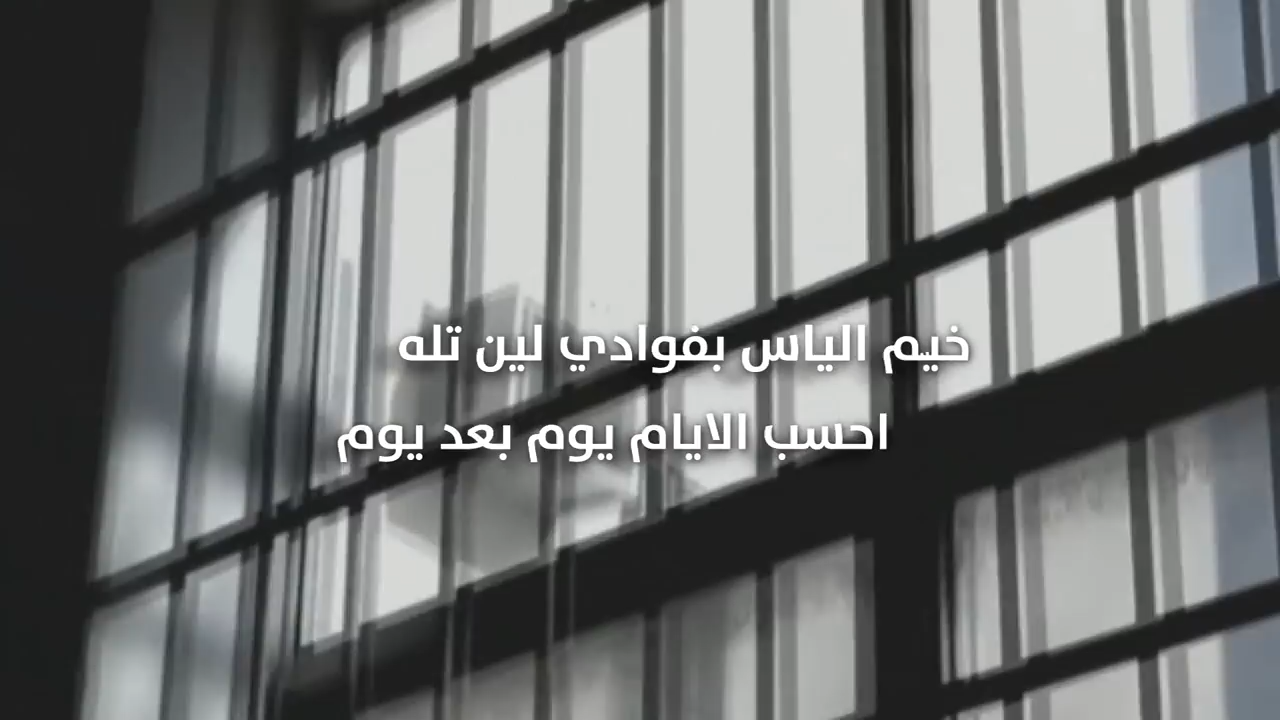 خيم الياس بفوادي لين تله
احسب الايام يوم بعد يوم